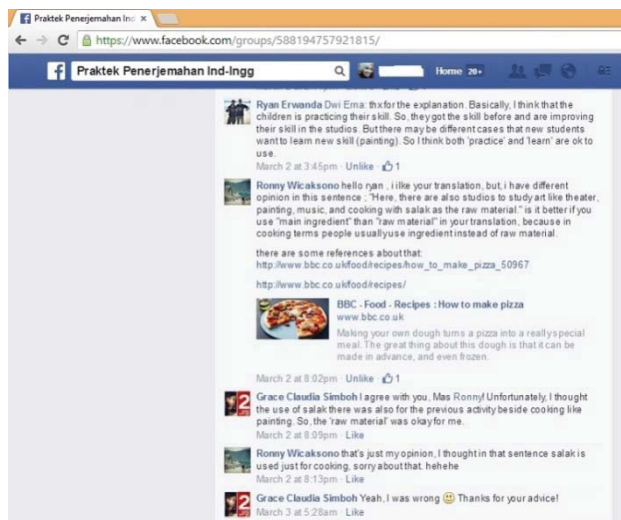 Praktek Penerjemahan Ind
https://www.facebook.com/groups/588194757921815/
Praktek Penerjemahan Ind-Ingg
Home 20+
Ryan Erwanda Dwi Erna: thx for the explanation. Basically, I think that the
children is practicing their skill. So, they got the skill before and are improving
their skill in the studios. But there may be different cases that new students
want to learn new skill (painting). So I think both 'practice' and 'learn' are ok to
use.
March 2 at 3:45pm · Unlike · 1
Ronny Wicaksono hello ryan , i ilke your translation, but, i have different
opinion in this sentence ; "Here, there are also studios to study art like theater,
painting, music, and cooking with salak as the raw material." is it better if you
use "main ingredient" than "raw material" in your translation, because in
cooking terms people usually use ingredient instead of raw material.
there are some references about that:
http://www.bbc.co.uk/food/recipes/how_to_make_pizza_50967
http://www.bbc.co.uk/food/recipes/
BBC - Food - Recipes : How to make pizza
www.bbc.co.uk
Making your own dough turns a pizza into a really special
meal. The great thing about this dough is that it can be
made in advance, and even frozen.
March 2 at 8:02pm · Unlike · 1
Grace Claudia Simboh I agree with you, Mas Ronny! Unfortunately, I thought
the use of salak there was also for the previous activity beside cooking like
painting. So, the 'raw material' was okay for me.
March 2 at 8:09pm · Like
Ronny Wicaksono that's just my opinion, I thought in that sentence salak is
used just for cooking, sorry about that. hehehe
March 2 at 8:13pm · Like
Grace Claudia Simboh Yeah, I was wrong Thanks for your advice!
March 3 at 5:28am · Like